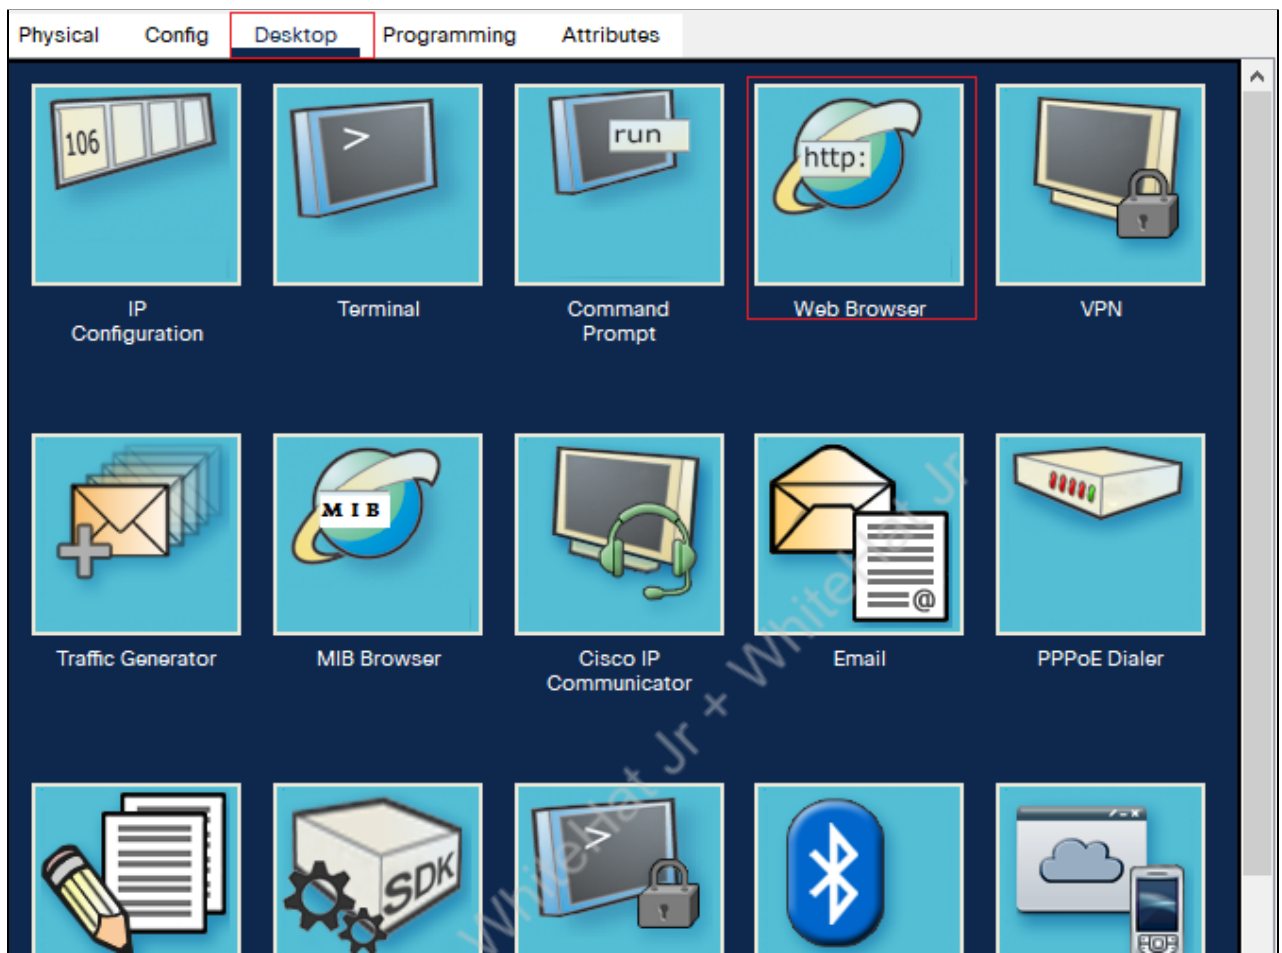 Physical Config Desktop Programming Attributes
106
>
run
http:
IP
Configuration
Terminal
Command
Prompt
Web Browser
VPN
MIB
@
Traffic Generator
MIB Browser
Cisco IP
Communicator
Email
PPPoE Dialer
SDK
>
WhiteHat Jr + WhiteHat Jr